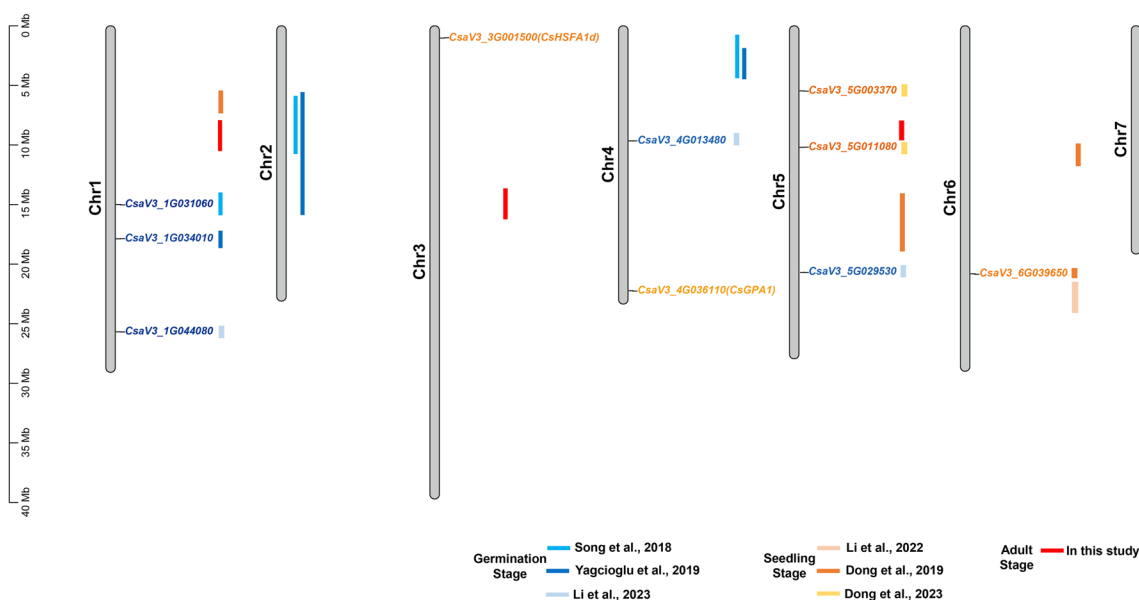 0 Mb
5 Mb
10 Mb
15 Mb
20 Mb
25 Mb
30 Mb
35 Mb
40 Mb
Chr1
CsaV3_1G031060
CsaV3_1G034010
CsaV3_1G044080
Chr2
Chr3
CsaV3_3G001500(CsHSFA1d)
Chr4
CsaV3_4G013480
CsaV3_4G036110(CsGPA1)
Chr5
CsaV3_5G003370
CsaV3_5G011080
CsaV3_5G029530
Chr6
CsaV3_6G039650
Chr7
Germination
Stage
Song et al., 2018
Yagcioglu et al., 2019
Li et al., 2023
Seedling
Stage
Li et al., 2022
Dong et al., 2019
Dong et al., 2023
Adult
Stage
In this study